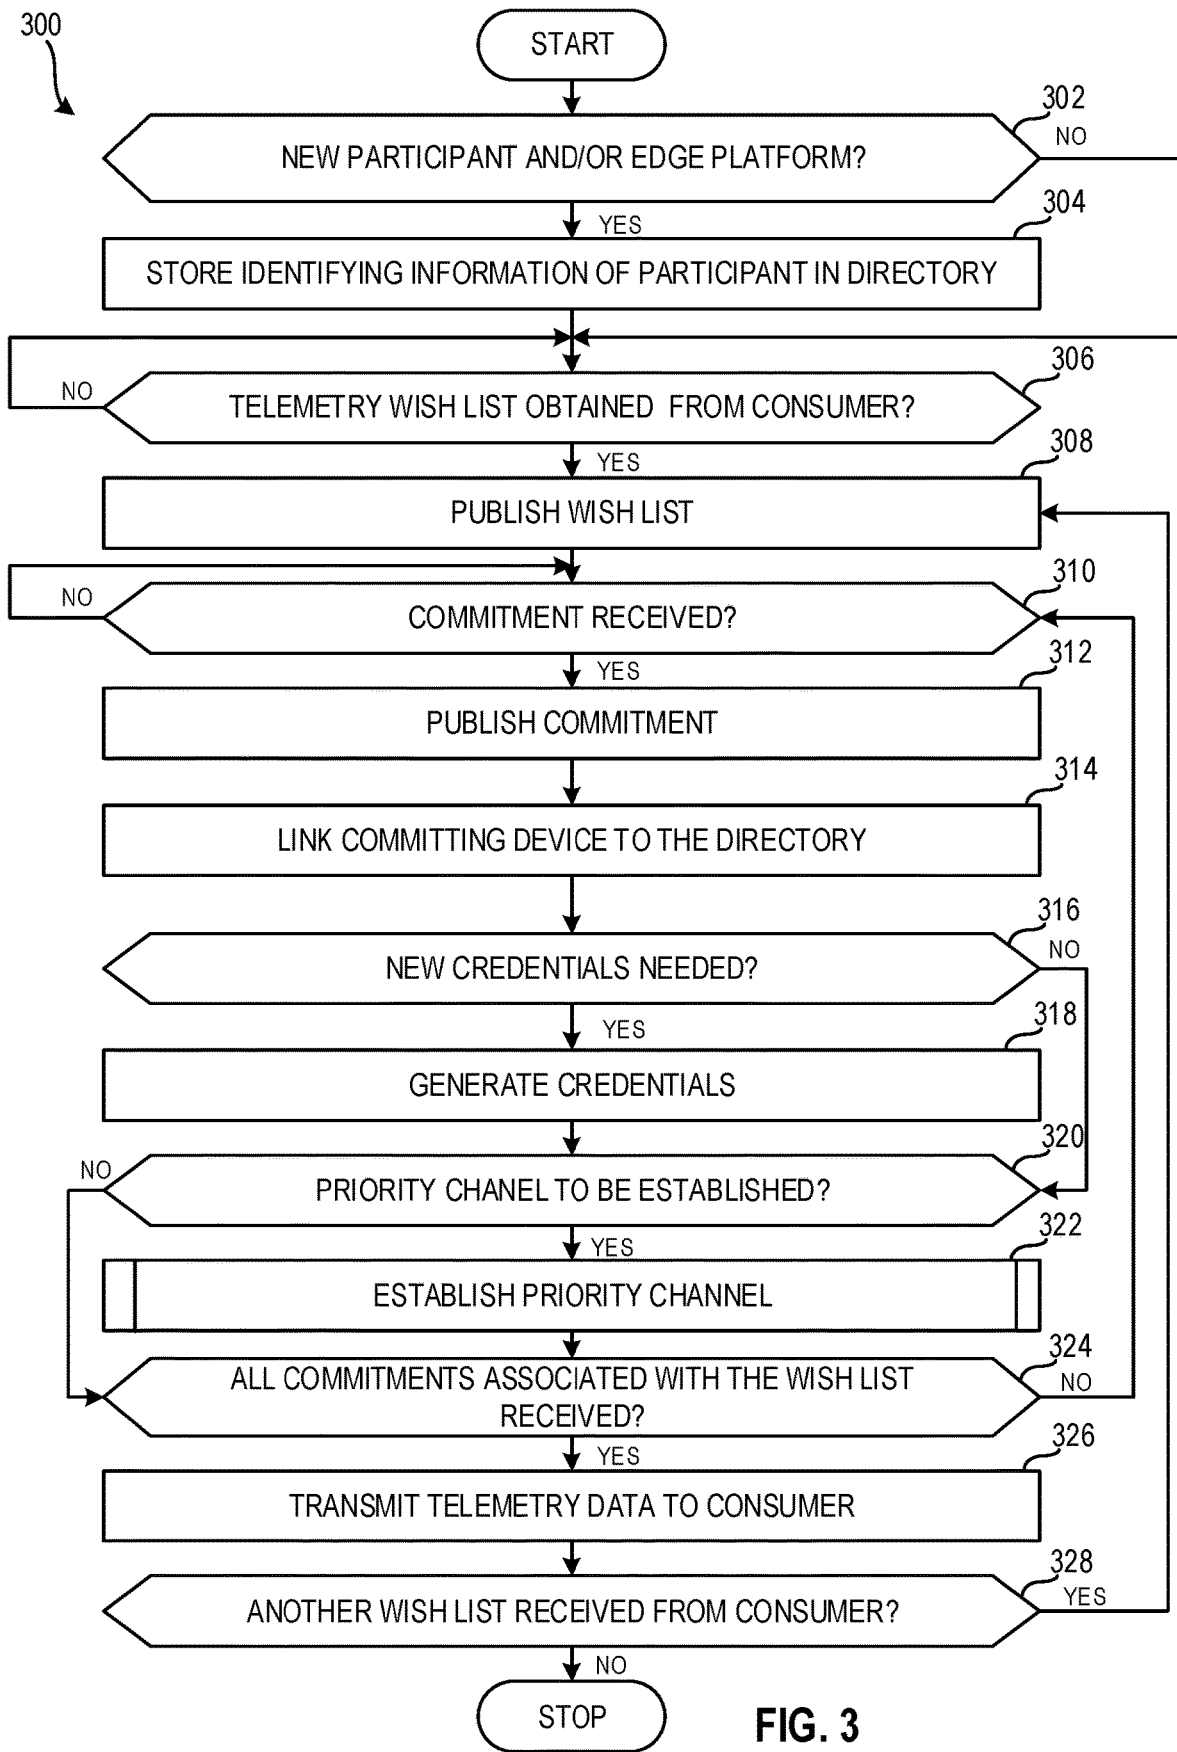 300
START
302
NEW PARTICIPANT AND/OR EDGE PLATFORM?
NO
YES
304
STORE IDENTIFYING INFORMATION OF PARTICIPANT IN DIRECTORY
306
NO
TELEMETRY WISH LIST OBTAINED FROM CONSUMER?
YES
308
PUBLISH WISH LIST
310
NO
COMMITMENT RECEIVED?
YES
312
PUBLISH COMMITMENT
314
LINK COMMITTING DEVICE TO THE DIRECTORY
316
NEW CREDENTIALS NEEDED?
NO
YES
318
GENERATE CREDENTIALS
320
NO
PRIORITY CHANEL TO BE ESTABLISHED?
YES
322
ESTABLISH PRIORITY CHANNEL
324
ALL COMMITMENTS ASSOCIATED WITH THE WISH LIST
RECEIVED?
NO
YES
326
TRANSMIT TELEMETRY DATA TO CONSUMER
328
ANOTHER WISH LIST RECEIVED FROM CONSUMER?
YES
NO
STOP
FIG. 3